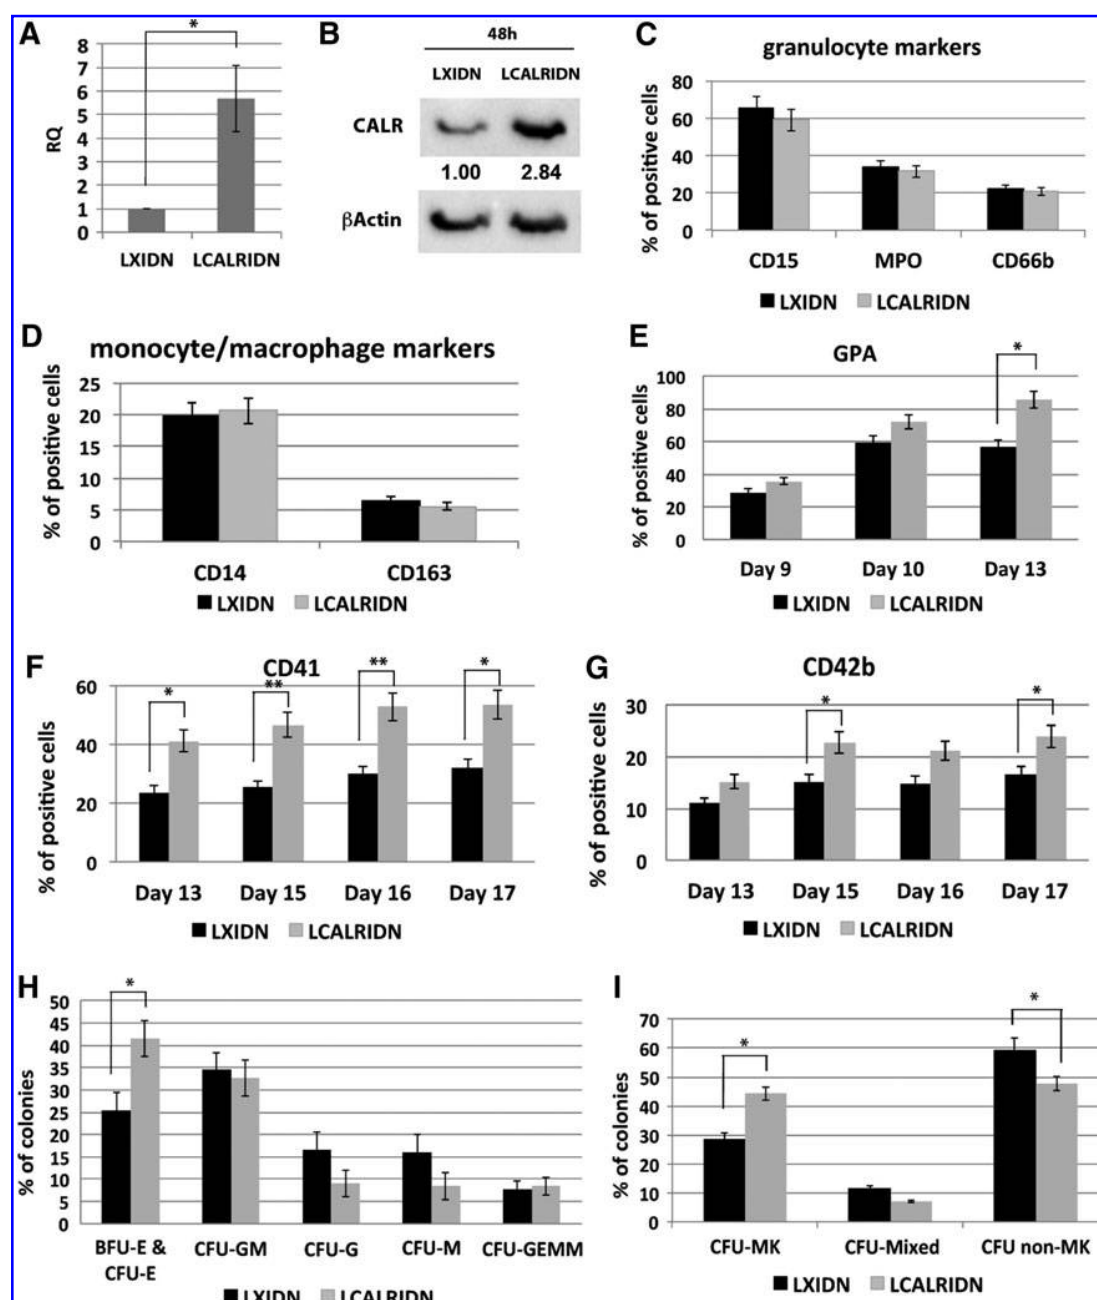 A
*
8
7
6
5
4
3
2
1
0
RQ
LXIDN LCALRIDN
B
48h
LXIDN LCALRIDN
CALR
1.00 2.84
βActin
C
granulocyte markers
% of positive cells
80
60
40
20
0
CD15 MPO CD66b
LXIDN LCALRIDN
D
monocyte/macrophage markers
% of positive cells
25
20
15
10
5
0
CD14 CD163
LXIDN LCALRIDN
E
GPA
*
% of positive cells
100
80
60
40
20
0
Day 9 Day 10 Day 13
LXIDN LCALRIDN
F
CD41
* ** ** *
% of positive cells
60
40
20
0
Day 13 Day 15 Day 16 Day 17
LXIDN LCALRIDN
G
CD42b
* *
% of positive cells
30
20
10
0
Day 13 Day 15 Day 16 Day 17
LXIDN LCALRIDN
H
*
% of colonies
50
45
40
35
30
25
20
15
10
5
0
BFU-E & CFU-GM CFU-G CFU-M CFU-GEMM
CFU-E
LXIDN LCALRIDN
I
* *
% of colonies
70
60
50
40
30
20
10
0
CFU-MK CFU-Mixed CFU non-MK
LXIDN LCALRIDN